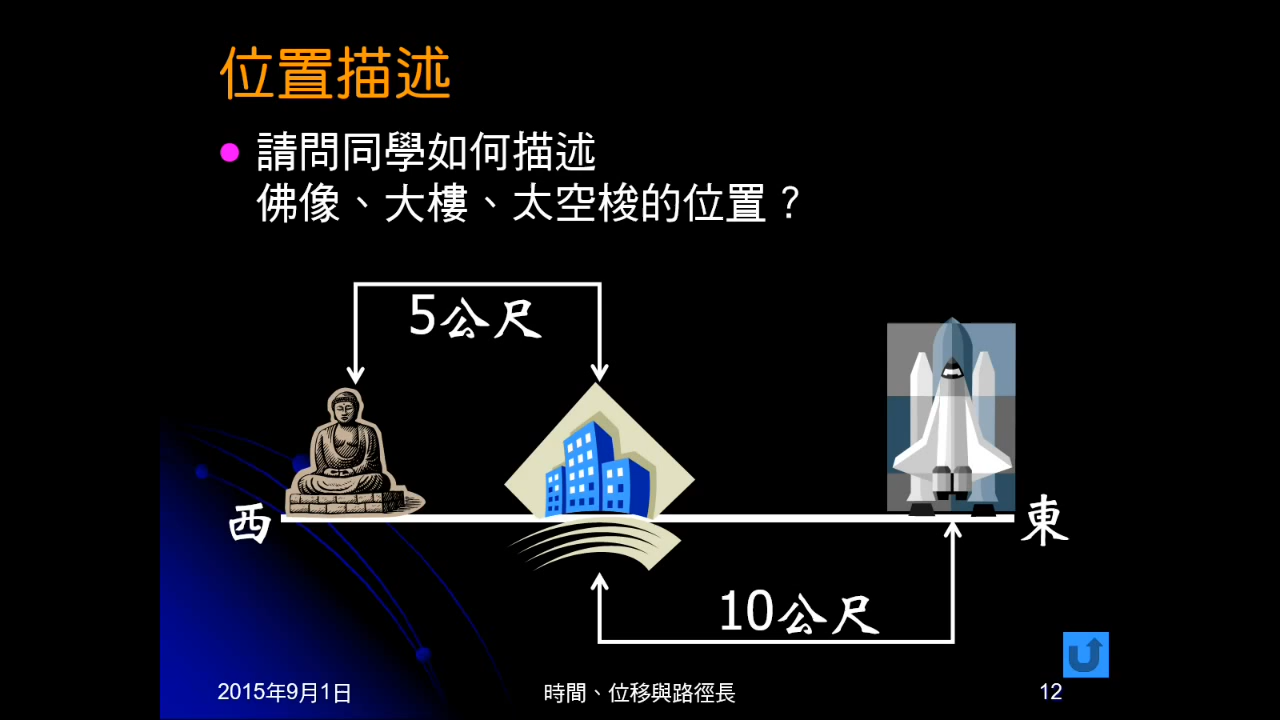 位置描述
請問同學如何描述
佛像、大樓、太空梭的位置？
5公尺
西
東
10公尺
2015年9月1日
時間、位移與路徑長
12